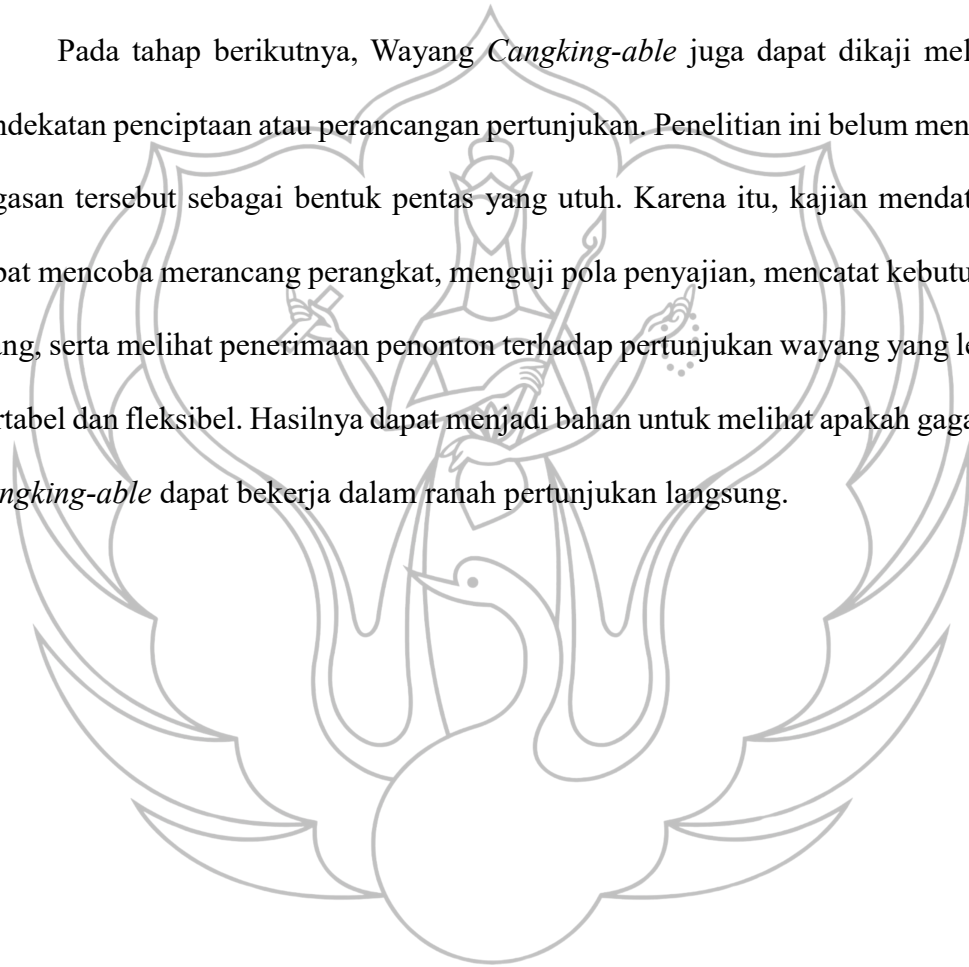 Pada tahap berikutnya, Wayang Cangking-able juga dapat dikaji mel
ndekatan penciptaan atau perancangan pertunjukan. Penelitian ini belum men
gasan tersebut sebagai bentuk pentas yang utuh. Karena itu, kajian mendat
pat mencoba merancang perangkat, menguji pola penyajian, mencatat kebutu
ang, serta melihat penerimaan penonton terhadap pertunjukan wayang yang le
rtabel dan fleksibel. Hasilnya dapat menjadi bahan untuk melihat apakah gaga
ngking-able dapat bekerja dalam ranah pertunjukan langsung.